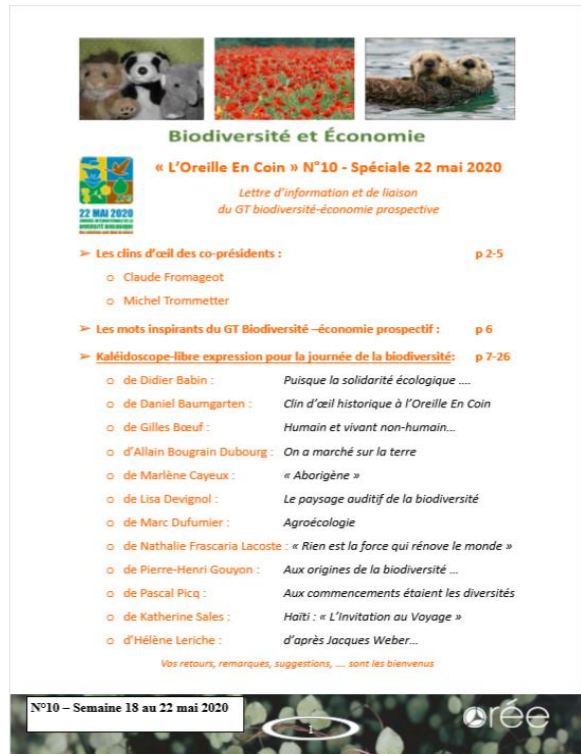 Biodiversité et Économie
« L'Oreille En Coin » N°10 - Spéciale 22 mai 2020
Lettre d'information et de liaison
du GT biodiversité-économie prospective
22 MAI 2020
➢ Les clins d'œil des co-présidents : p 2-5
o Claude Fromageot
o Michel Trommetter
➢ Les mots inspirants du GT Biodiversité –économie prospectif : p 6
➢ Kaléidoscope-libre expression pour la journée de la biodiversité: p 7-26
o de Didier Babin : Puisque la solidarité écologique ….
o de Daniel Baumgarten : Clin d'œil historique à l'Oreille En Coin
o de Gilles Bœuf : Humain et vivant non-humain…
o d'Allain Bougrain Dubourg : On a marché sur la terre
o de Marlène Cayeux : « Aborigène »
o de Lisa Devignol : Le paysage auditif de la biodiversité
o de Marc Dufumier : Agroécologie
o de Nathalie Frascaria Lacoste : « Rien est la force qui rénove le monde »
o de Pierre-Henri Gouyon : Aux origines de la biodiversité …
o de Pascal Picq : Aux commencements étaient les diversités
o de Katherine Sales : Haïti : « L'Invitation au Voyage »
o d'Hélène Leriche : d'après Jacques Weber…
Vos retours, remarques, suggestions, …. sont les bienvenus
N°10 – Semaine 18 au 22 mai 2020
1
orée